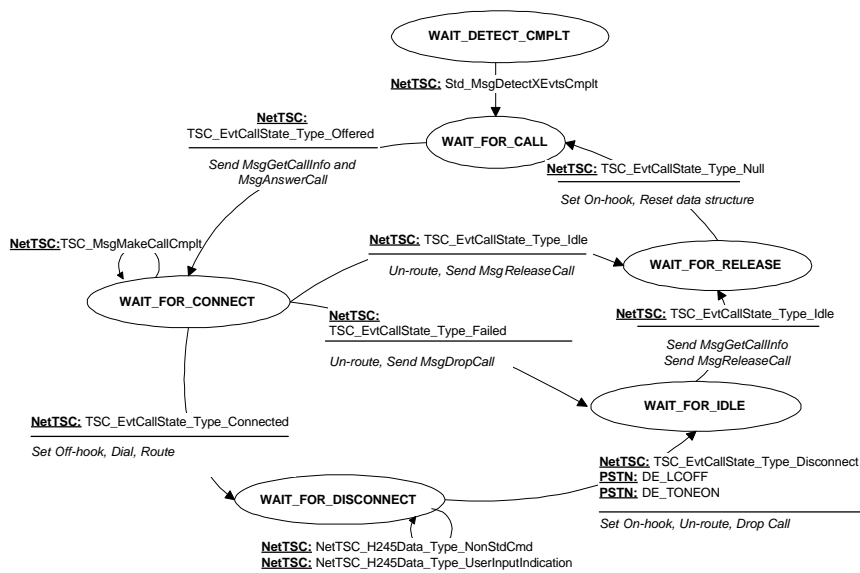 WAIT_DETECT_CMPLT
NetTSC: Std_MsgDetectXEvtsCmplt
NetTSC:
TSC_EvtCallState_Type_Offered
WAIT_FOR_CALL
Send MsgGetCallInfo and
MsgAnswerCall
NetTSC: TSC_EvtCallState_Type_Null
Set On-hook, Reset data structure
NetTSC:TSC_MsgMakeCallCmplt
NetTSC: TSC_EvtCallState_Type_Idle
Un-route, Send MsgReleaseCall
WAIT_FOR_RELEASE
WAIT_FOR_CONNECT
NetTSC:
TSC_EvtCallState_Type_Failed
Un-route, Send MsgDropCall
NetTSC: TSC_EvtCallState_Type_Idle
Send MsgGetCallInfo
Send MsgReleaseCall
WAIT_FOR_IDLE
NetTSC: TSC_EvtCallState_Type_Connected
Set Off-hook, Dial, Route
NetTSC: TSC_EvtCallState_Type_Disconnect
PSTN: DE_LCOFF
PSTN: DE_TONEON
Set On-hook, Un-route, Drop Call
WAIT_FOR_DISCONNECT
NetTSC: NetTSC_H245Data_Type_NonStdCmd
NetTSC: NetTSC_H245Data_Type_UserInputIndication